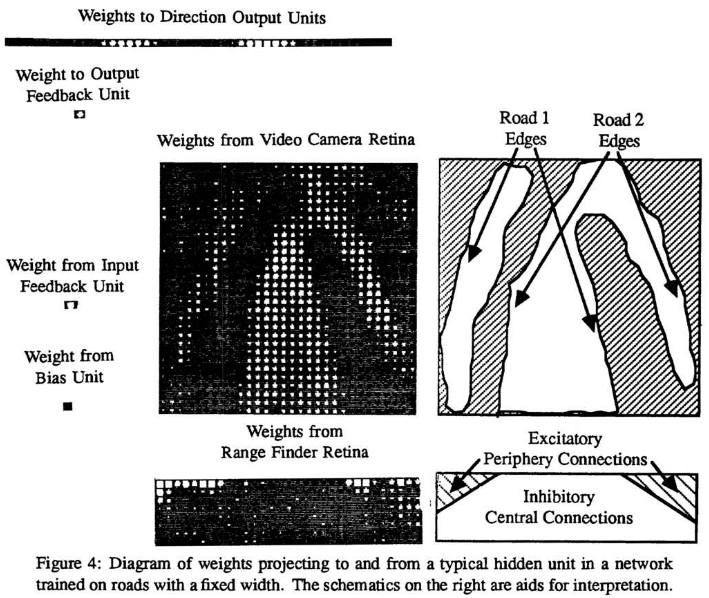 Weights to Direction Output Units
Weight to Output
Feedback Unit
Weights from Video Camera Retina
Road 1
Edges
Road 2
Edges
Weight from Input
Feedback Unit
Weight from
Bias Unit
Weights from
Range Finder Retina
Excitatory
Periphery Connections
Inhibitory
Central Connections
Figure 4: Diagram of weights projecting to and from a typical hidden unit in a network
trained on roads with a fixed width. The schematics on the right are aids for interpretation.